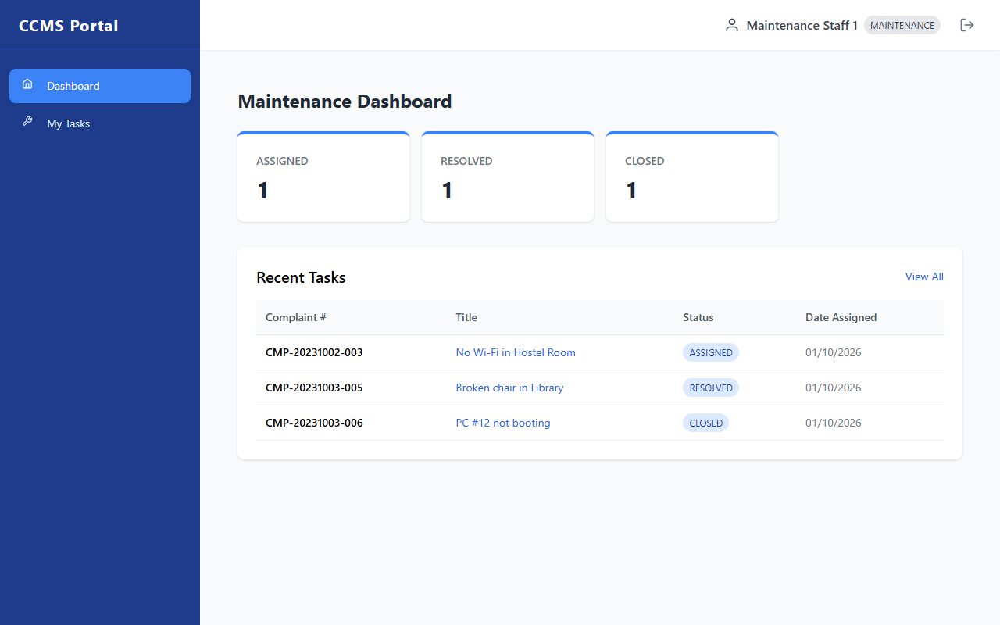 CCMS Portal
Maintenance Staff 1 MAINTENANCE
Dashboard
My Tasks
Maintenance Dashboard
ASSIGNED
1
RESOLVED
1
CLOSED
1
Recent Tasks
View All
Complaint # Title Status Date Assigned
CMP-20231002-003 No Wi-Fi in Hostel Room ASSIGNED 01/10/2026
CMP-20231003-005 Broken chair in Library RESOLVED 01/10/2026
CMP-20231003-006 PC #12 not booting CLOSED 01/10/2026